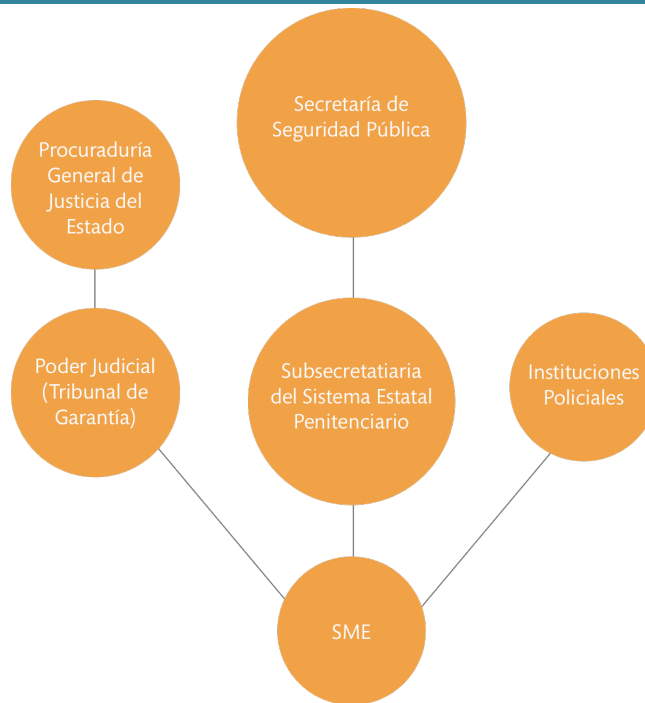 Secretaría de
Seguridad Pública
Procuraduría
General de
Justicia del
Estado
Poder Judicial
(Tribunal de
Garantía)
Subsecretatiaria
del Sistema Estatal
Penitenciario
Instituciones
Policiales
SME